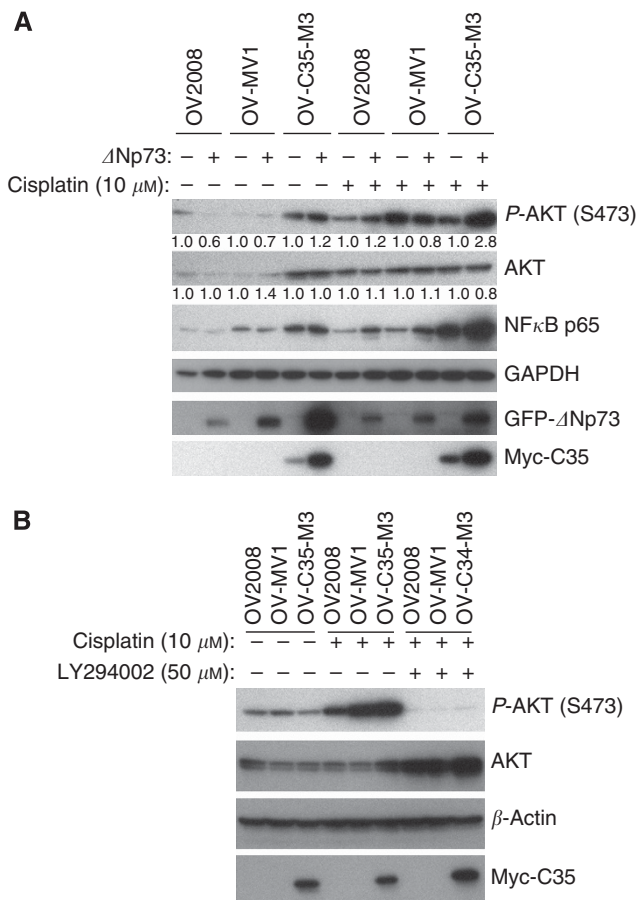 A
OV2008 OV-MV1 OV-C35-M3 OV2008 OV-MV1 OV-C35-M3
ΔNp73: – + – + – + – + – + – +
Cisplatin (10 μM): – – – – – – + + + + + +
P-AKT (S473)
1.0 0.6 1.0 0.7 1.0 1.2 1.0 1.2 1.0 0.8 1.0 2.8
AKT
1.0 1.0 1.0 1.4 1.0 1.0 1.0 1.1 1.0 1.1 1.0 0.8
NFκB p65
GAPDH
GFP-ΔNp73
Myc-C35
B
OV2008 OV-MV1 OV-C35-M3 OV2008 OV-MV1 OV-C35-M3 OV2008 OV-MV1 OV-C34-M3
Cisplatin (10 μM): – – – + + + + + +
LY294002 (50 μM): – – – – – – + + +
P-AKT (S473)
AKT
β-Actin
Myc-C35